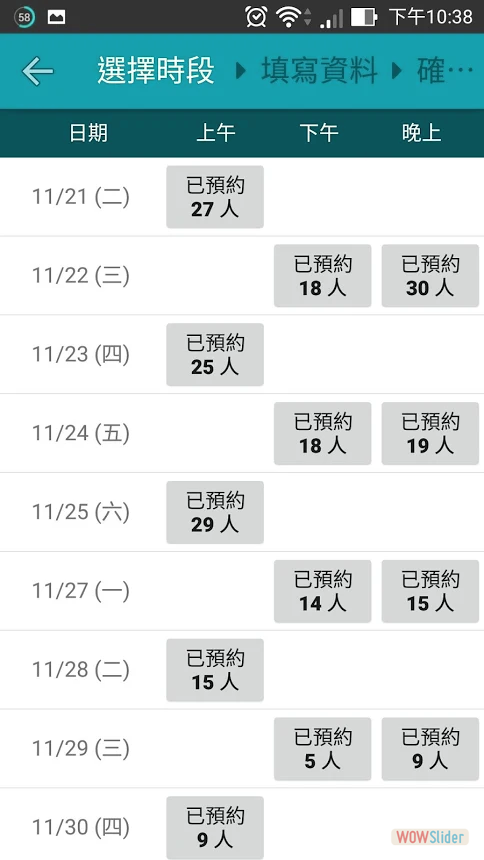 58
下午10:38
選擇時段 填寫資料 確…
日期 上午 下午 晚上
11/21 (二) 已預約 27 人
11/22 (三) 已預約 18 人 已預約 30 人
11/23 (四) 已預約 25 人
11/24 (五) 已預約 18 人 已預約 19 人
11/25 (六) 已預約 29 人
11/27 (一) 已預約 14 人 已預約 15 人
11/28 (二) 已預約 15 人
11/29 (三) 已預約 5 人 已預約 9 人
11/30 (四) 已預約 9 人
WOWSlider